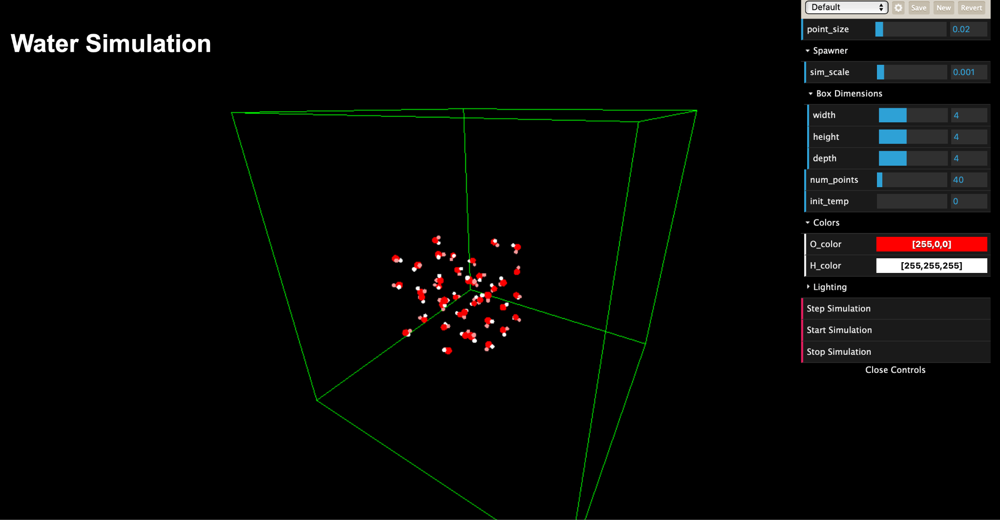 Water Simulation
Default Save New Revert
point_size 0.02
Spawner
sim_scale 0.001
Box Dimensions
width 4
height 4
depth 4
num_points 40
init_temp 0
Colors
O_color [255,0,0]
H_color [255,255,255]
Lighting
Step Simulation
Start Simulation
Stop Simulation
Close Controls